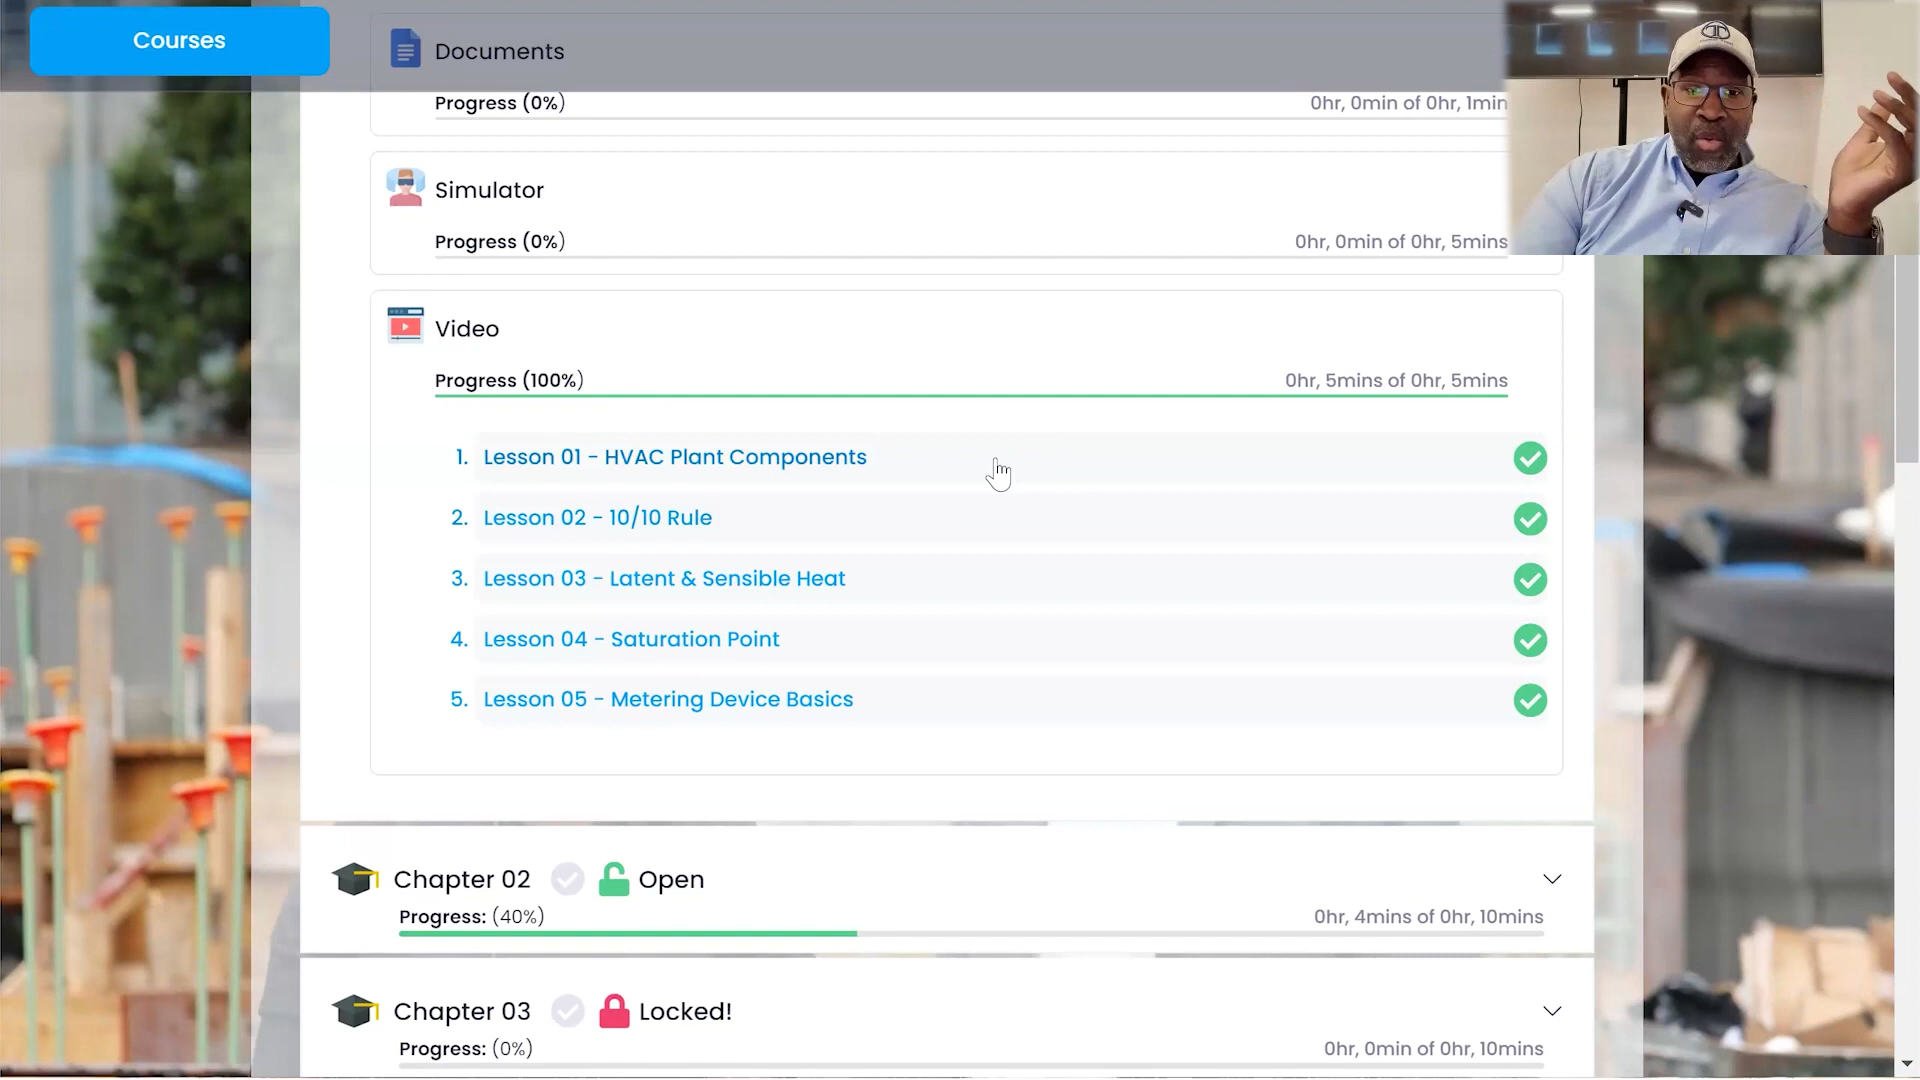 Courses
Documents
Progress (0%)
0hr, 0min of 0hr, 1min
Simulator
Progress (0%)
0hr, 0min of 0hr, 5mins
Video
Progress (100%)
0hr, 5mins of 0hr, 5mins
1. Lesson 01 - HVAC Plant Components
2. Lesson 02 - 10/10 Rule
3. Lesson 03 - Latent & Sensible Heat
4. Lesson 04 - Saturation Point
5. Lesson 05 - Metering Device Basics
Chapter 02 Open
Progress: (40%)
0hr, 4mins of 0hr, 10mins
Chapter 03 Locked!
Progress: (0%)
0hr, 0min of 0hr, 10mins